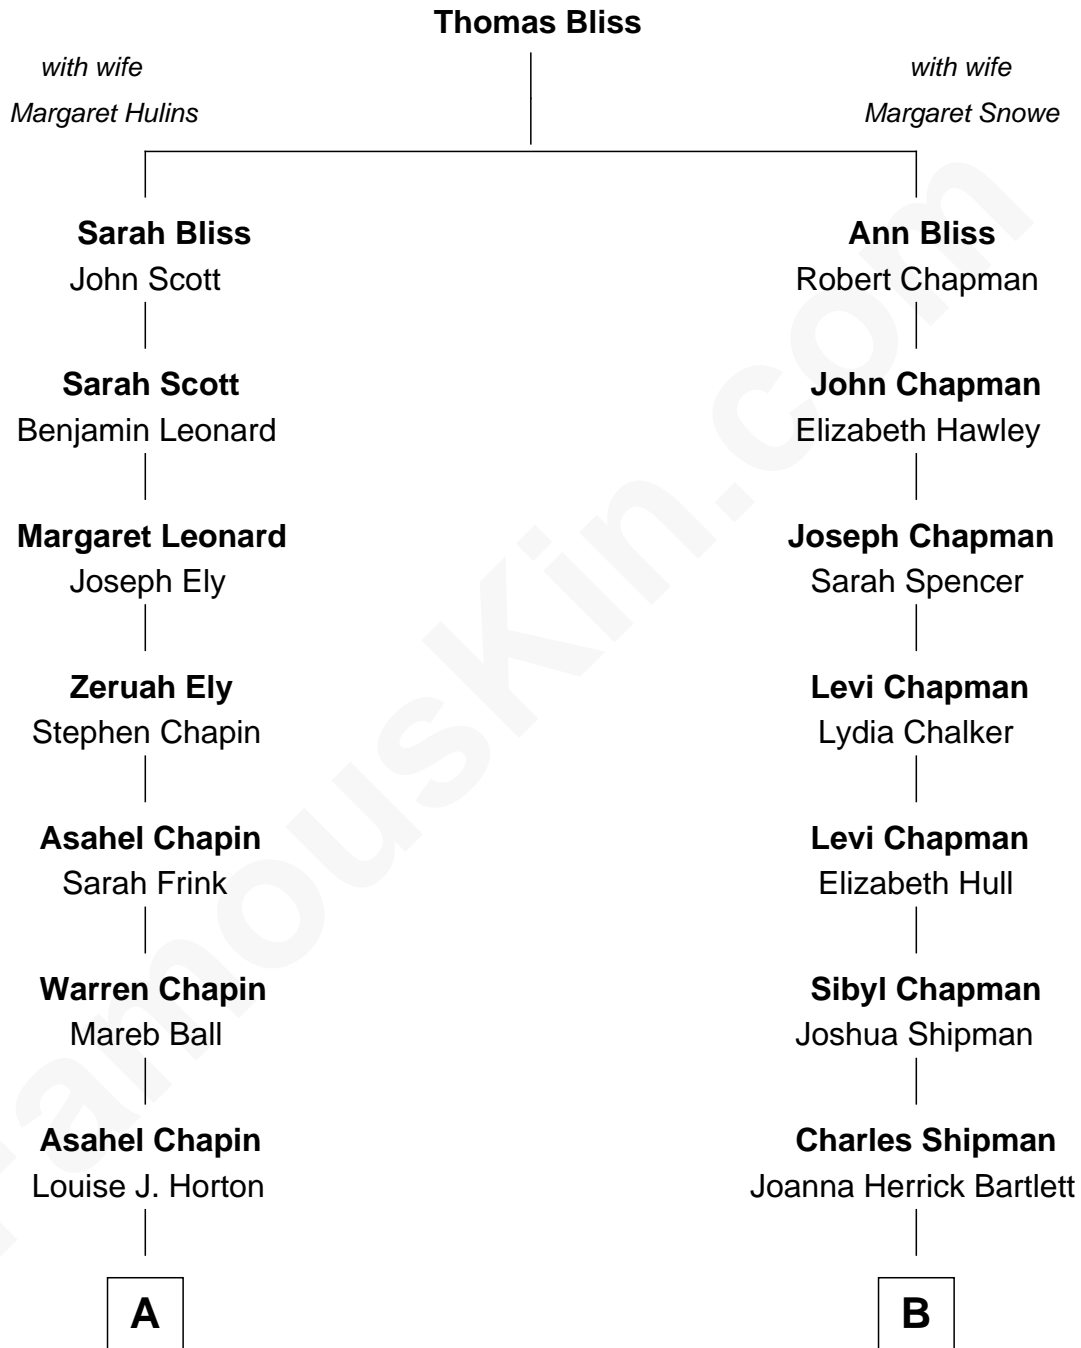 Thomas Bliss
with wife
Margaret Hulins
with wife
Margaret Snowe
Sarah Bliss
John Scott
Ann Bliss
Robert Chapman
Sarah Scott
Benjamin Leonard
John Chapman
Elizabeth Hawley
Margaret Leonard
Joseph Ely
Joseph Chapman
Sarah Spencer
Zeruah Ely
Stephen Chapin
Levi Chapman
Lydia Chalker
Asahel Chapin
Sarah Frink
Levi Chapman
Elizabeth Hull
Warren Chapin
Mareb Ball
Sibyl Chapman
Joshua Shipman
Asahel Chapin
Louise J. Horton
Charles Shipman
Joanna Herrick Bartlett
A
B
FamousKin.com